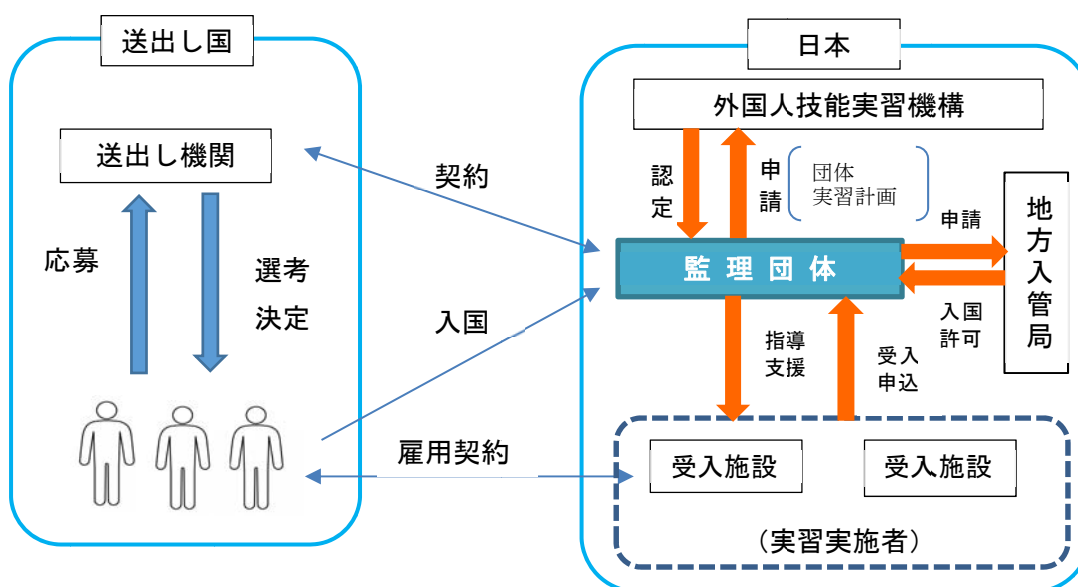 送出し国
送出し機関
応募
選考
決定
契約
入国
雇用契約
日本
外国人技能実習機構
認定
申請
団体
実習計画
監理団体
申請
入国
許可
地方入管局
指導
支援
受入
申込
受入施設
受入施設
（実習実施者）